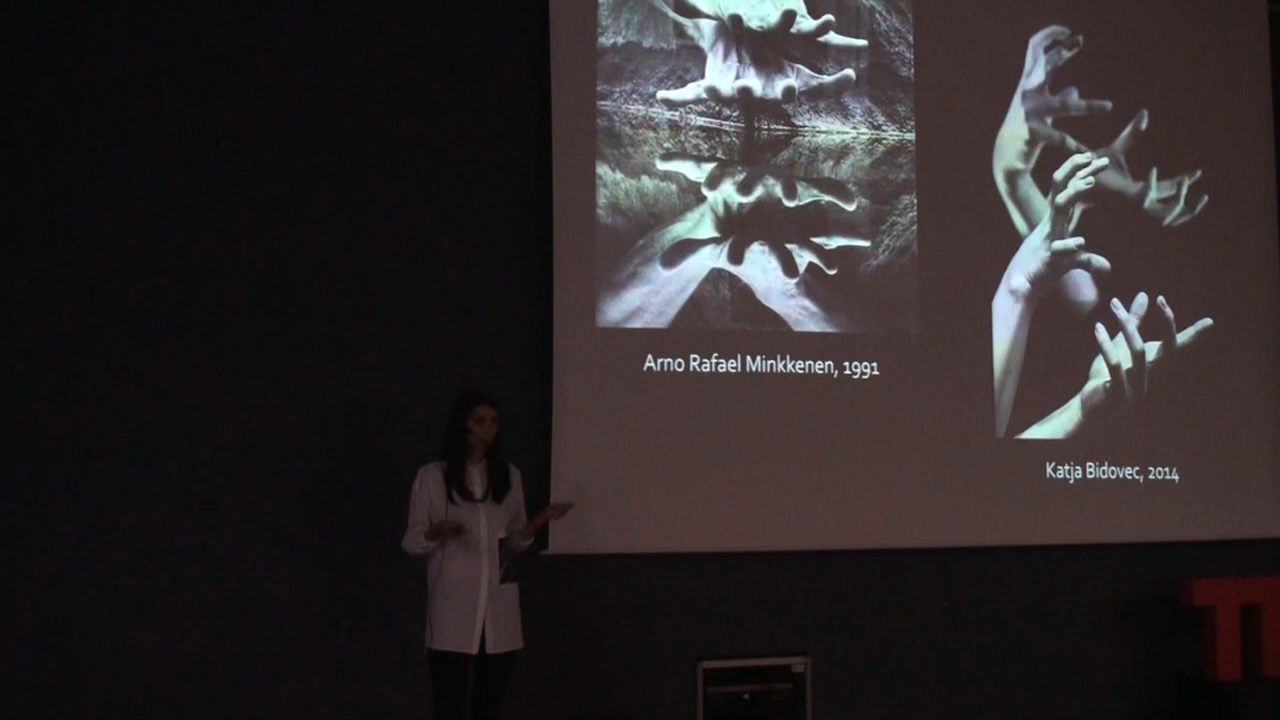 Arno Rafael Minkkenen, 1991
Katja Bidovec, 2014
T